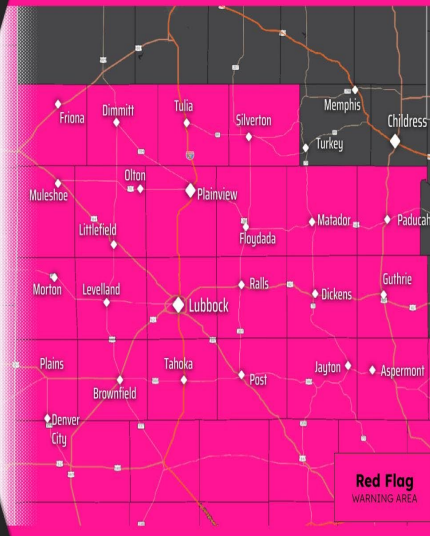 Memphis
Friona
Dimmitt
Tulia
Silverton
Childress
Turkey
Muleshoe
Olton
Plainview
Littlefield
Floydada
Matador
Paducah
Morton
Levelland
Lubbock
Ralls
Dickens
Guthrie
Plains
Brownfield
Tahoka
Post
Jayton
Aspermont
Denver
City
Red Flag
WARNING AREA